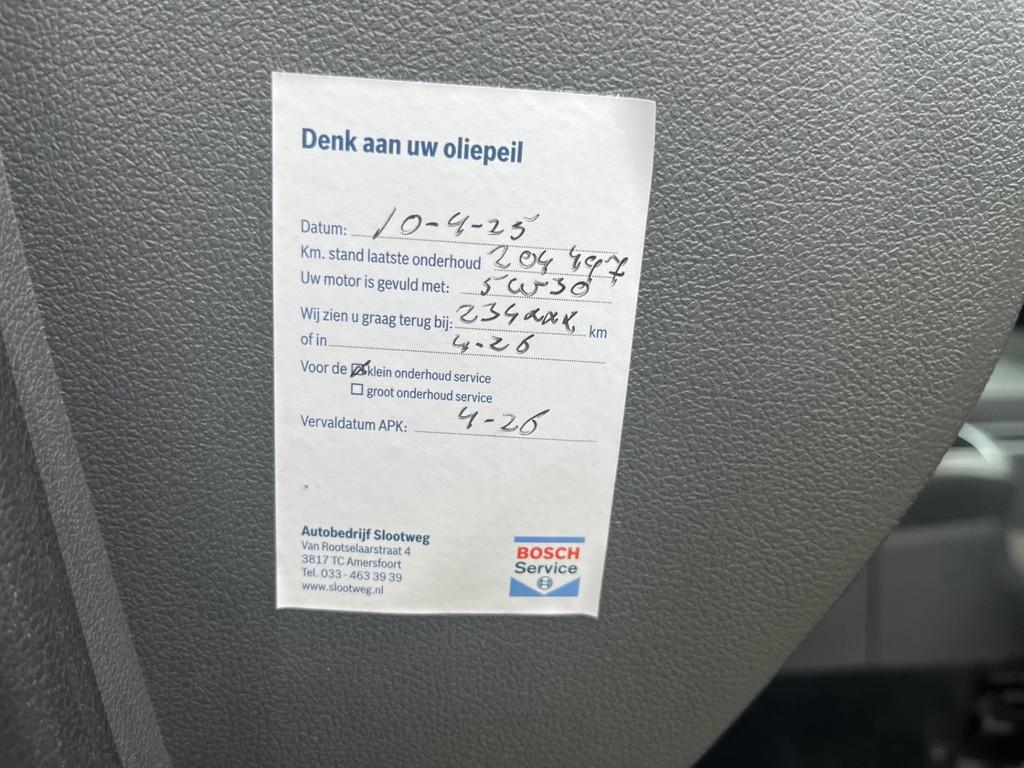 Denk aan uw oliepeil
Datum: 10-4-25
Km. stand laatste onderhoud 204 497
Uw motor is gevuld met: 5W30
Wij zien u graag terug bij: 234xxx km
of in 4-26
Voor de ☒ klein onderhoud service
☐ groot onderhoud service
Vervaldatum APK: 4-26
Autobedrijf Slootweg
Van Rootselaarstraat 4
3817 TC Amersfoort
Tel. 033 - 463 39 39
www.slootweg.nl
BOSCH
Service